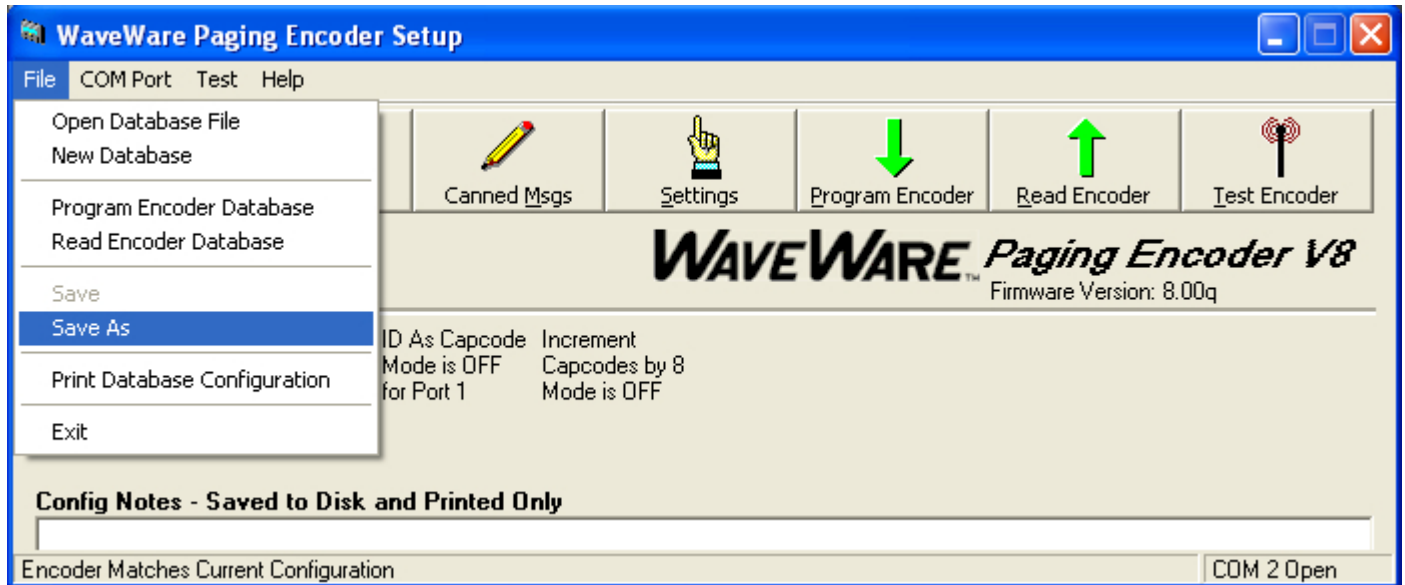 WaveWare Paging Encoder Setup
File COM Port Test Help
Open Database File
New Database
Program Encoder Database
Read Encoder Database
Save
Save As
Print Database Configuration
Exit
Canned Msgs Settings Program Encoder Read Encoder Test Encoder
WAVEWARE™ Paging Encoder V8
Firmware Version: 8.00q
ID As Capcode
Mode is OFF
for Port 1
Increment
Capcodes by 8
Mode is OFF
Config Notes - Saved to Disk and Printed Only
Encoder Matches Current Configuration COM 2 Open